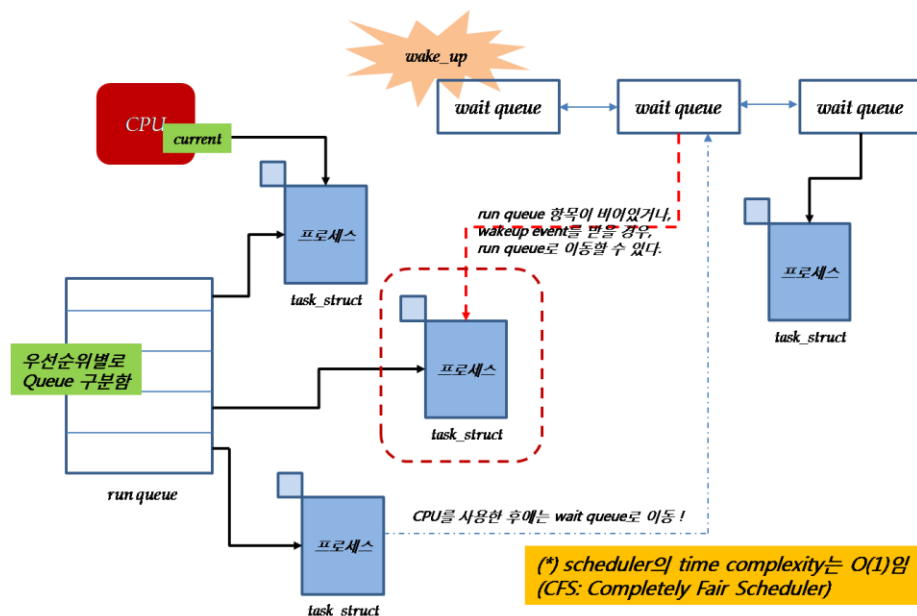 wake_up
wait queue
wait queue
wait queue
CPU
current
프로세스
task_struct
run queue 항목이 비어있거나,
wakeup event를 받을 경우,
run queue로 이동할 수 있다.
프로세스
task_struct
프로세스
task_struct
우선순위별로
Queue 구분함
run queue
프로세스
task_struct
CPU를 사용한 후에는 wait queue로 이동 !
(*) scheduler의 time complexity는 O(1)임
(CFS: Completely Fair Scheduler)